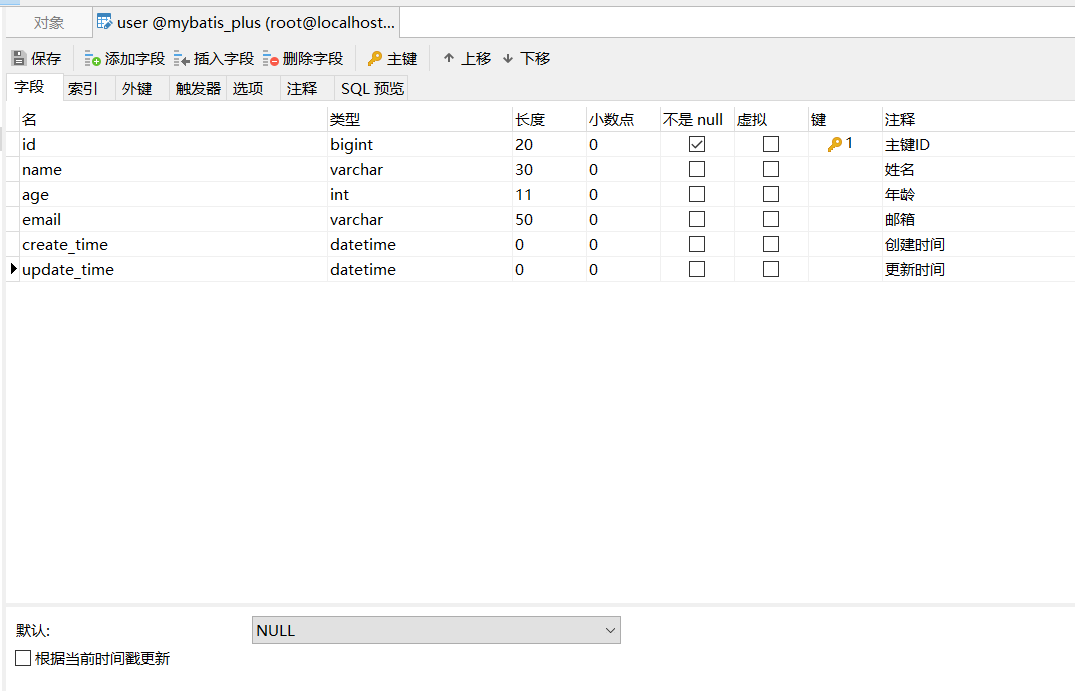 对象 user @mybatis_plus (root@localhost...
保存 添加字段 插入字段 删除字段 主键 上移 下移
字段 索引 外键 触发器 选项 注释 SQL 预览
名 类型 长度 小数点 不是 null 虚拟 键 注释
id bigint 20 0 1 主键ID
name varchar 30 0 姓名
age int 11 0 年龄
email varchar 50 0 邮箱
create_time datetime 0 0 创建时间
update_time datetime 0 0 更新时间
默认: NULL
根据当前时间戳更新